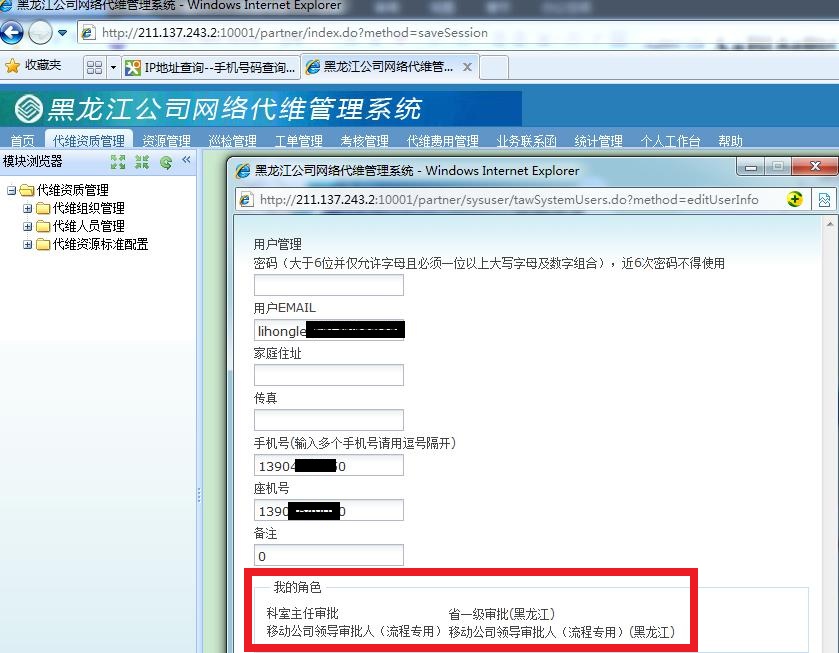 黑龙江公司网络代维管理系统 - Windows Internet Explorer
http://211.137.243.2:10001/partner/index.do?method=saveSession
收藏夹
IP地址查询--手机号码查询...
黑龙江公司网络代维管...
黑龙江公司网络代维管理系统
首页 代维资质管理 资源管理 巡检管理 工单管理 考核管理 代维费用管理 业务联系函 统计管理 个人工作台 帮助
模块浏览器
代维资质管理
代维组织管理
代维人员管理
代维资源标准配置
黑龙江公司网络代维管理系统 - Windows Internet Explorer
http://211.137.243.2:10001/partner/sysuser/tawSystemUsers.do?method=editUserInfo
用户管理
密码（大于6位并仅允许字母且必须一位以上大写字母及数字组合），近6次密码不得使用
用户EMAIL
lihongle
家庭住址
传真
手机号(输入多个手机号请用逗号隔开)
1390 0
座机号
1390 0
备注
0
我的角色
科室主任审批 省一级审批(黑龙江)
移动公司领导审批人（流程专用） 移动公司领导审批人（流程专用）(黑龙江)